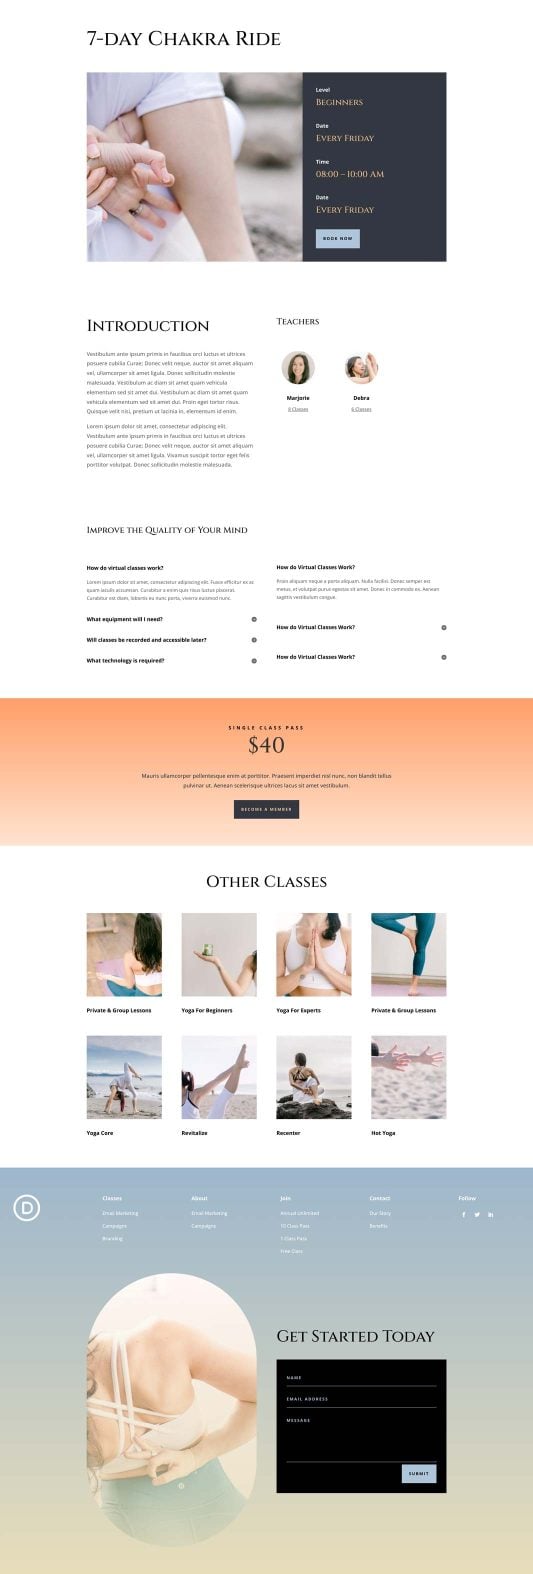 7-day Chakra Ride
Level
Beginners
Date
Every Friday
Time
08:00 – 10:00 AM
Date
Every Friday
BOOK NOW
Introduction
Vestibulum ante ipsum primis in faucibus orci luctus et ultrices
posuere cubilia Curae; Donec velit neque, auctor sit amet aliquam
vel, ullamcorper sit amet ligula. Donec sollicitudin molestie
malesuada. Vestibulum ac diam sit amet quam vehicula
elementum sed sit amet dui. Vestibulum ac diam sit amet quam
vehicula elementum sed sit amet dui. Proin eget tortor risus.
Quisque velit nisi, pretium ut lacinia in, elementum id enim.
Lorem ipsum dolor sit amet, consectetur adipiscing elit.
Vestibulum ante ipsum primis in faucibus orci luctus et ultrices
posuere cubilia Curae; Donec velit neque, auctor sit amet aliquam
vel, ullamcorper sit amet ligula. Vivamus suscipit tortor eget felis
porttitor volutpat. Donec sollicitudin molestie malesuada.
Teachers
Marjorie
8 Classes
Debra
6 Classes
Improve the Quality of Your Mind
How do virtual classes work?
Lorem ipsum dolor sit amet, consectetur adipiscing elit. Fusce efficitur ex ac
quam iaculis accumsan. Curabitur a enim quis risus luctus placerat.
Curabitur est diam, lobortis eu nunc porta, viverra euismod nunc.
What equipment will I need?
Will classes be recorded and accessible later?
What technology is required?
How do Virtual Classes Work?
Proin aliquam neque a porta aliquam. Nulla facilisi. Donec semper est
metus, et volutpat purus egestas sit amet. Donec in commodo ex. Aenean
sagittis vestibulum congue.
How do Virtual Classes Work?
How do Virtual Classes Work?
SINGLE CLASS PASS
$40
Mauris ullamcorper pellentesque enim at porttitor. Praesent imperdiet nisl nunc, non blandit tellus
pulvinar ut. Aenean scelerisque ultrices lacus sit amet vestibulum.
BECOME A MEMBER
Other Classes
Private & Group Lessons
Yoga For Beginners
Yoga For Experts
Private & Group Lessons
Yoga Core
Revitalize
Recenter
Hot Yoga
D
Classes
Email Marketing
Campaigns
Branding
About
Email Marketing
Campaigns
Join
Annual Unlimited
10 Class Pass
1 Class Pass
Free Class
Contact
Our Story
Benefits
Follow
Get Started Today
NAME
EMAIL ADDRESS
MESSAGE
SUBMIT